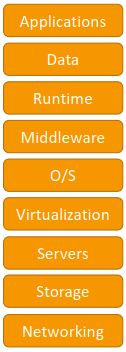 Applications
Data
Runtime
Middleware
O/S
Virtualization
Servers
Storage
Networking